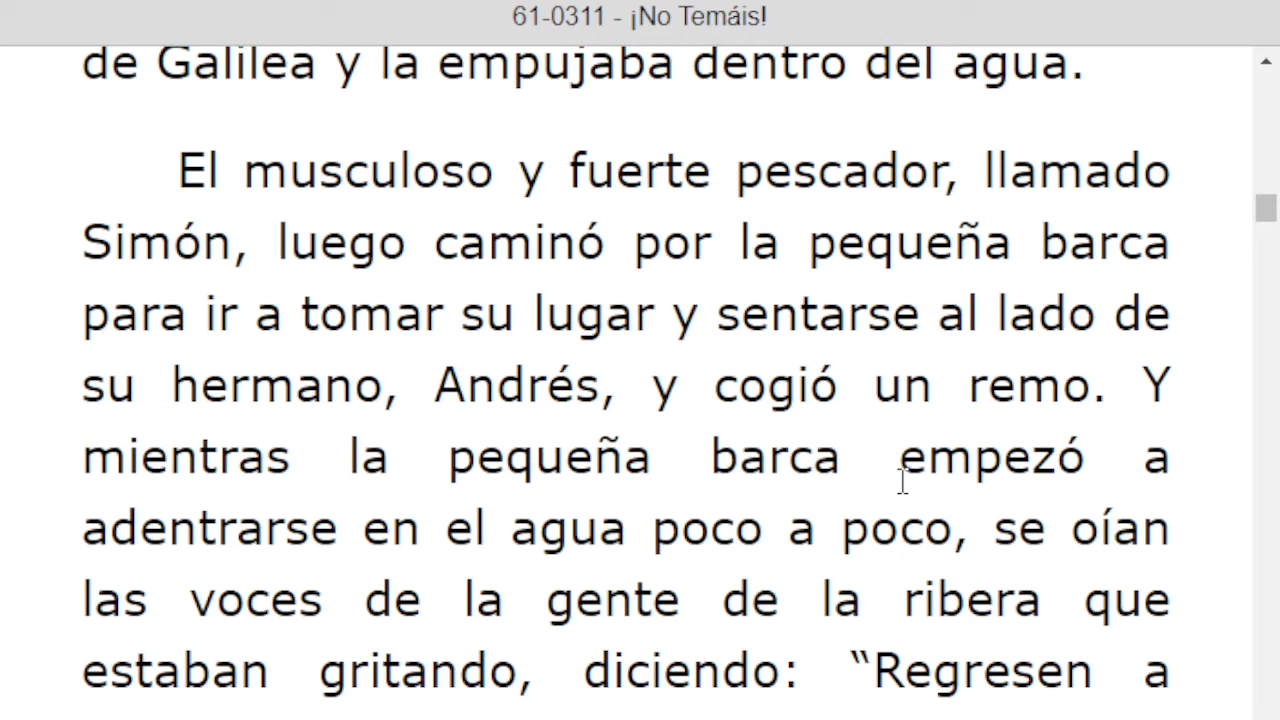 61-0311 - ¡No Temáis!
de Galilea y la empujaba dentro del agua.
El musculoso y fuerte pescador, llamado
Simón, luego caminó por la pequeña barca
para ir a tomar su lugar y sentarse al lado de
su hermano, Andrés, y cogió un remo. Y
mientras la pequeña barca empezó a
adentrarse en el agua poco a poco, se oían
las voces de la gente de la ribera que
estaban gritando, diciendo: “Regresen a